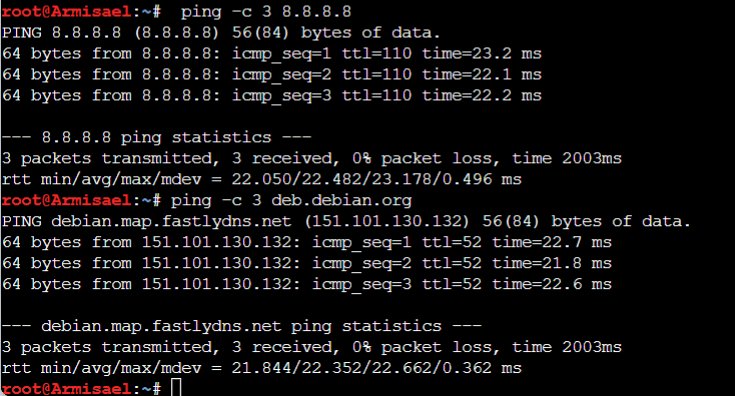 root@Armisael:~#  ping -c 3 8.8.8.8
PING 8.8.8.8 (8.8.8.8) 56(84) bytes of data.
64 bytes from 8.8.8.8: icmp_seq=1 ttl=110 time=23.2 ms
64 bytes from 8.8.8.8: icmp_seq=2 ttl=110 time=22.1 ms
64 bytes from 8.8.8.8: icmp_seq=3 ttl=110 time=22.2 ms

--- 8.8.8.8 ping statistics ---
3 packets transmitted, 3 received, 0% packet loss, time 2003ms
rtt min/avg/max/mdev = 22.050/22.482/23.178/0.496 ms
root@Armisael:~# ping -c 3 deb.debian.org
PING debian.map.fastlydns.net (151.101.130.132) 56(84) bytes of data.
64 bytes from 151.101.130.132: icmp_seq=1 ttl=52 time=22.7 ms
64 bytes from 151.101.130.132: icmp_seq=2 ttl=52 time=21.8 ms
64 bytes from 151.101.130.132: icmp_seq=3 ttl=52 time=22.6 ms

--- debian.map.fastlydns.net ping statistics ---
3 packets transmitted, 3 received, 0% packet loss, time 2003ms
rtt min/avg/max/mdev = 21.844/22.352/22.662/0.362 ms
root@Armisael:~#